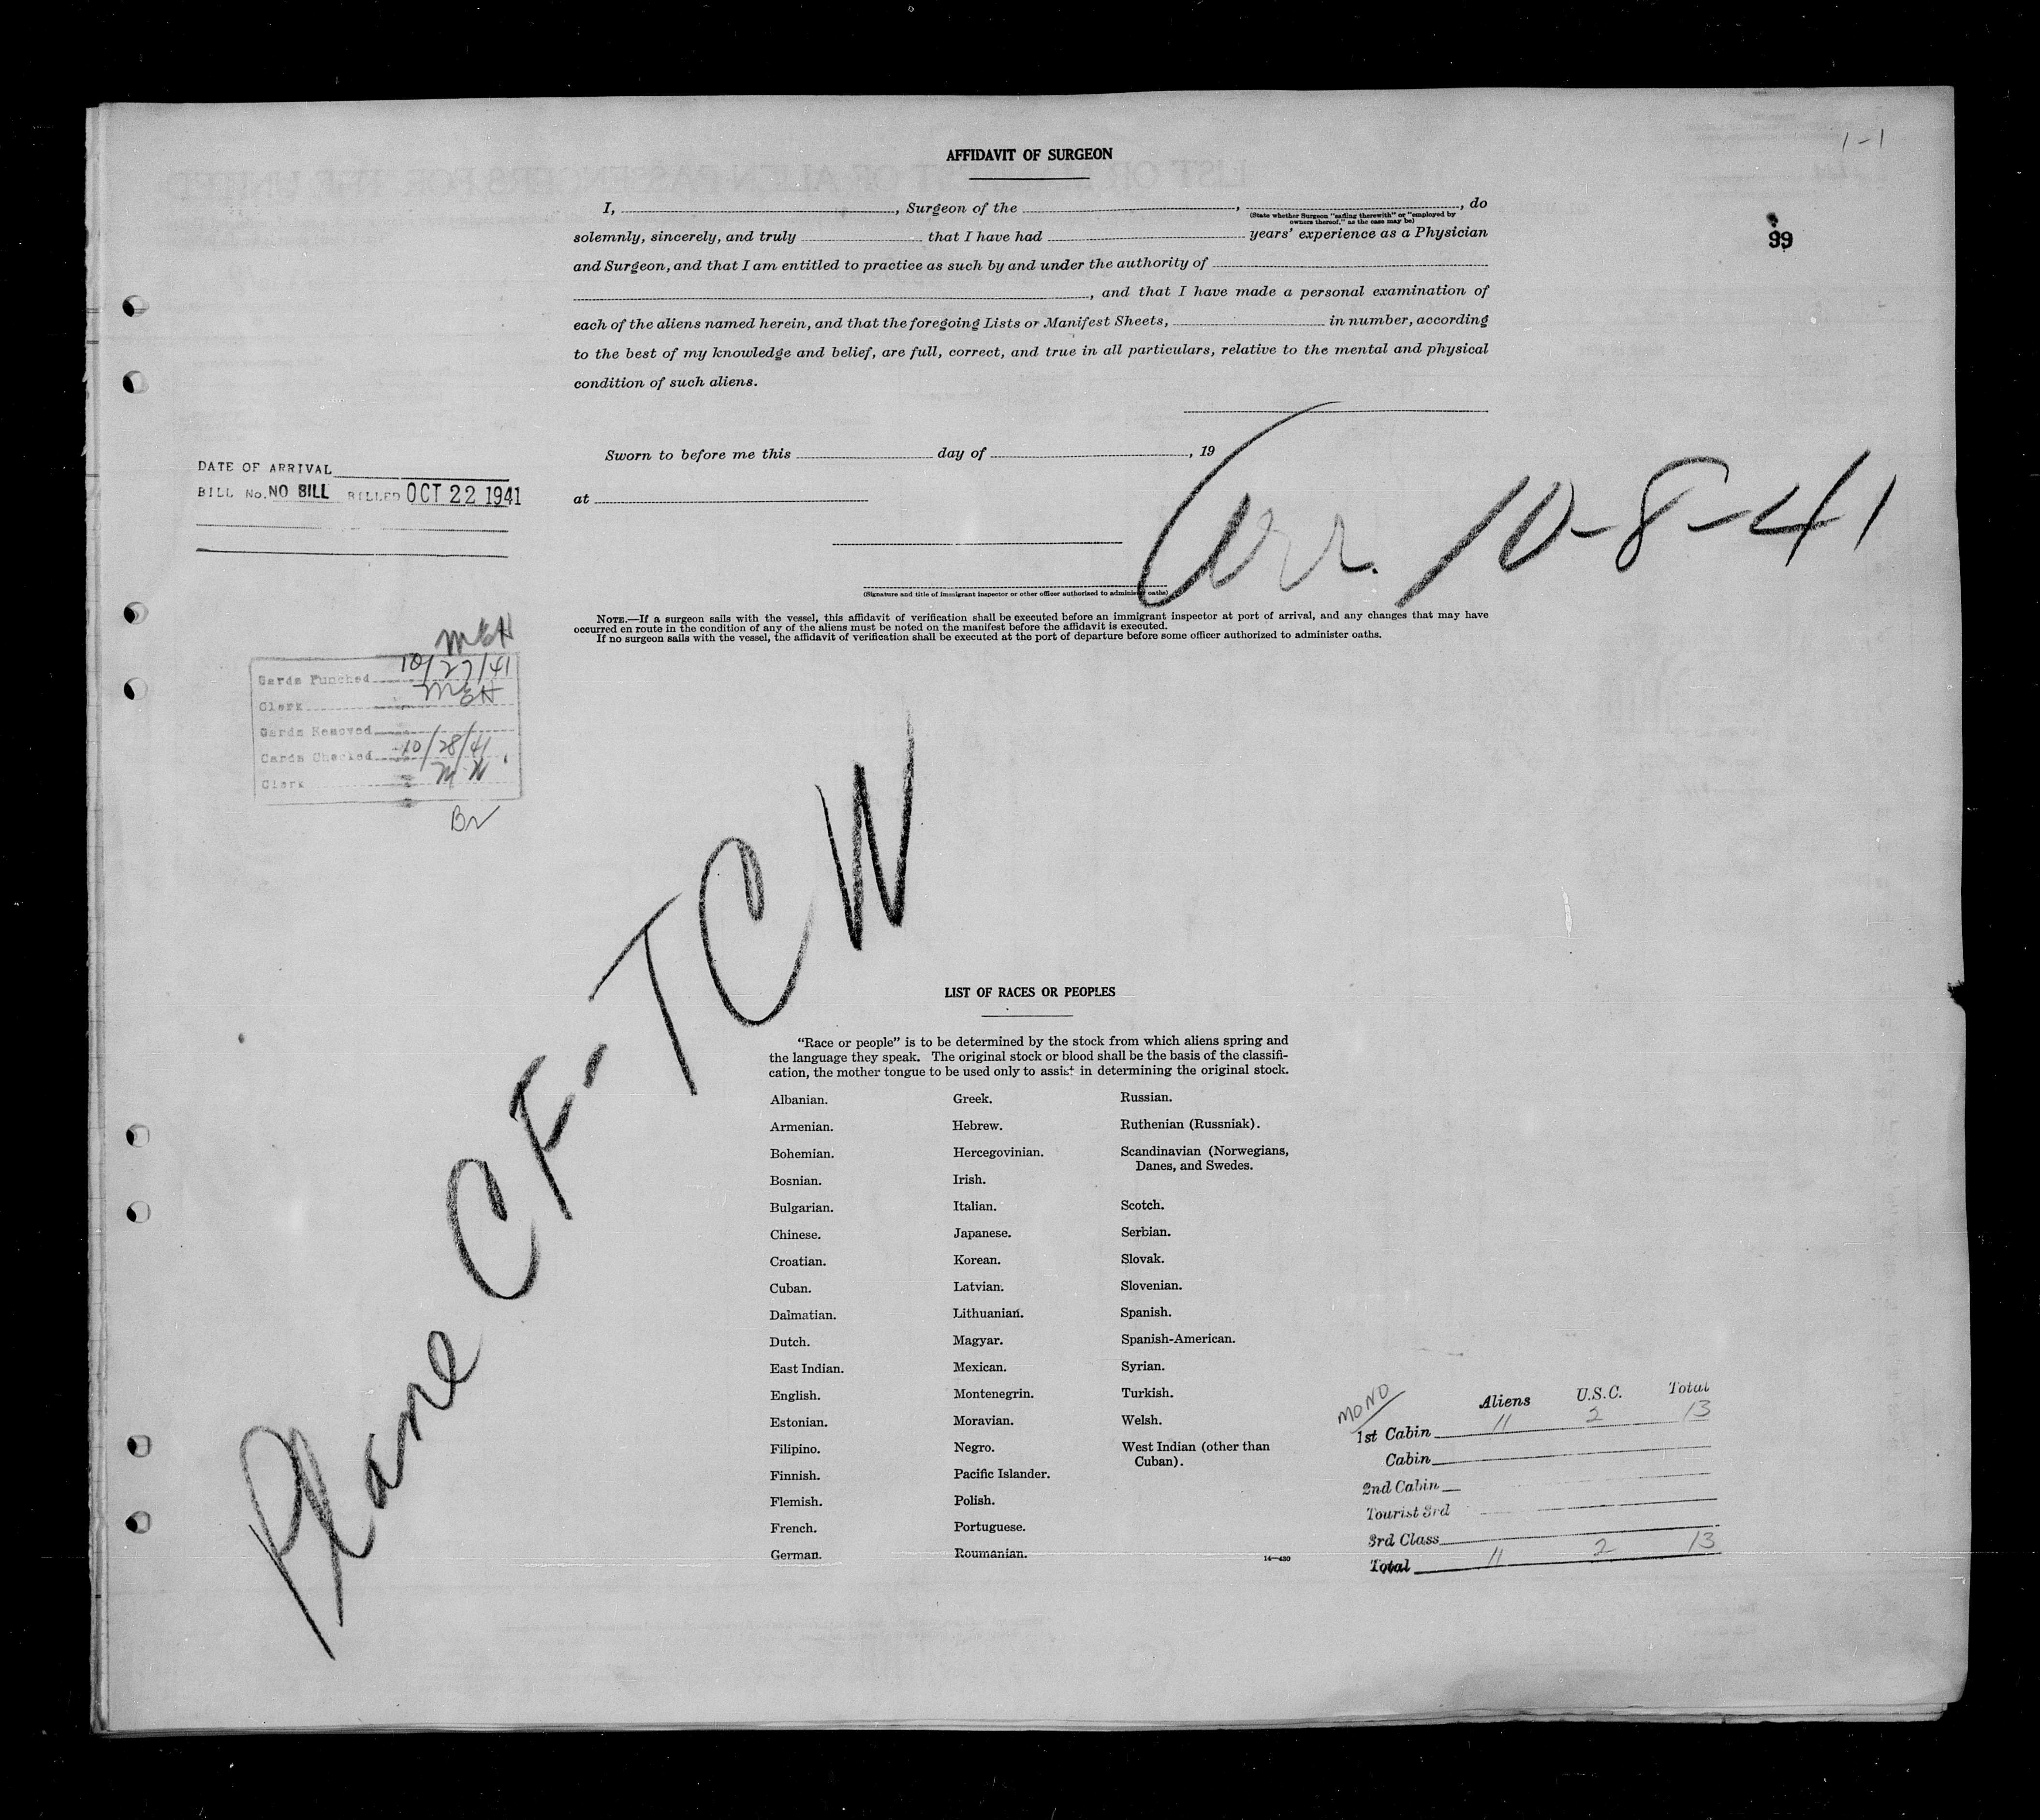 1-1
99
AFFIDAVIT OF SURGEON
I, , Surgeon of the , , do
(State whether Surgeon "sailing therewith" or "employed by
owners thereof," as the case may be)
solemnly, sincerely, and truly that I have had years' experience as a Physician
and Surgeon, and that I am entitled to practice as such by and under the authority of
, and that I have made a personal examination of
each of the aliens named herein, and that the foregoing Lists or Manifest Sheets, in number, according
to the best of my knowledge and belief, are full, correct, and true in all particulars, relative to the mental and physical
condition of such aliens.
Sworn to before me this day of , 19
at
Arr. 10-8-41
DATE OF ARRIVAL
BILL No. NO BILL BILLED OCT 22 1941
(Signature and title of immigrant inspector or other officer authorized to administer oaths)
NOTE.—If a surgeon sails with the vessel, this affidavit of verification shall be executed before an immigrant inspector at port of arrival, and any changes that may have
occurred en route in the condition of any of the aliens must be noted on the manifest before the affidavit is executed.
If no surgeon sails with the vessel, the affidavit of verification shall be executed at the port of departure before some officer authorized to administer oaths.
MEH
Cards Punched 10/27/41
Clerk MEH
Cards Removed
Cards Checked 10/28/41
Clerk
Plane CF-TCW
LIST OF RACES OR PEOPLES
"Race or people" is to be determined by the stock from which aliens spring and
the language they speak. The original stock or blood shall be the basis of the classifi-
cation, the mother tongue to be used only to assist in determining the original stock.
Albanian.
Armenian.
Bohemian.
Bosnian.
Bulgarian.
Chinese.
Croatian.
Cuban.
Dalmatian.
Dutch.
East Indian.
English.
Estonian.
Filipino.
Finnish.
Flemish.
French.
German.
Greek.
Hebrew.
Hercegovinian.
Irish.
Italian.
Japanese.
Korean.
Latvian.
Lithuanian.
Magyar.
Mexican.
Montenegrin.
Moravian.
Negro.
Pacific Islander.
Polish.
Portuguese.
Roumanian.
Russian.
Ruthenian (Russniak).
Scandinavian (Norwegians,
Danes, and Swedes.
Scotch.
Serbian.
Slovak.
Slovenian.
Spanish.
Spanish-American.
Syrian.
Turkish.
Welsh.
West Indian (other than
Cuban).
14—430
MONO
Aliens U.S.C. Total
1st Cabin 11 2 13
Cabin
2nd Cabin
Tourist 3rd
3rd Class
Total 11 2 13